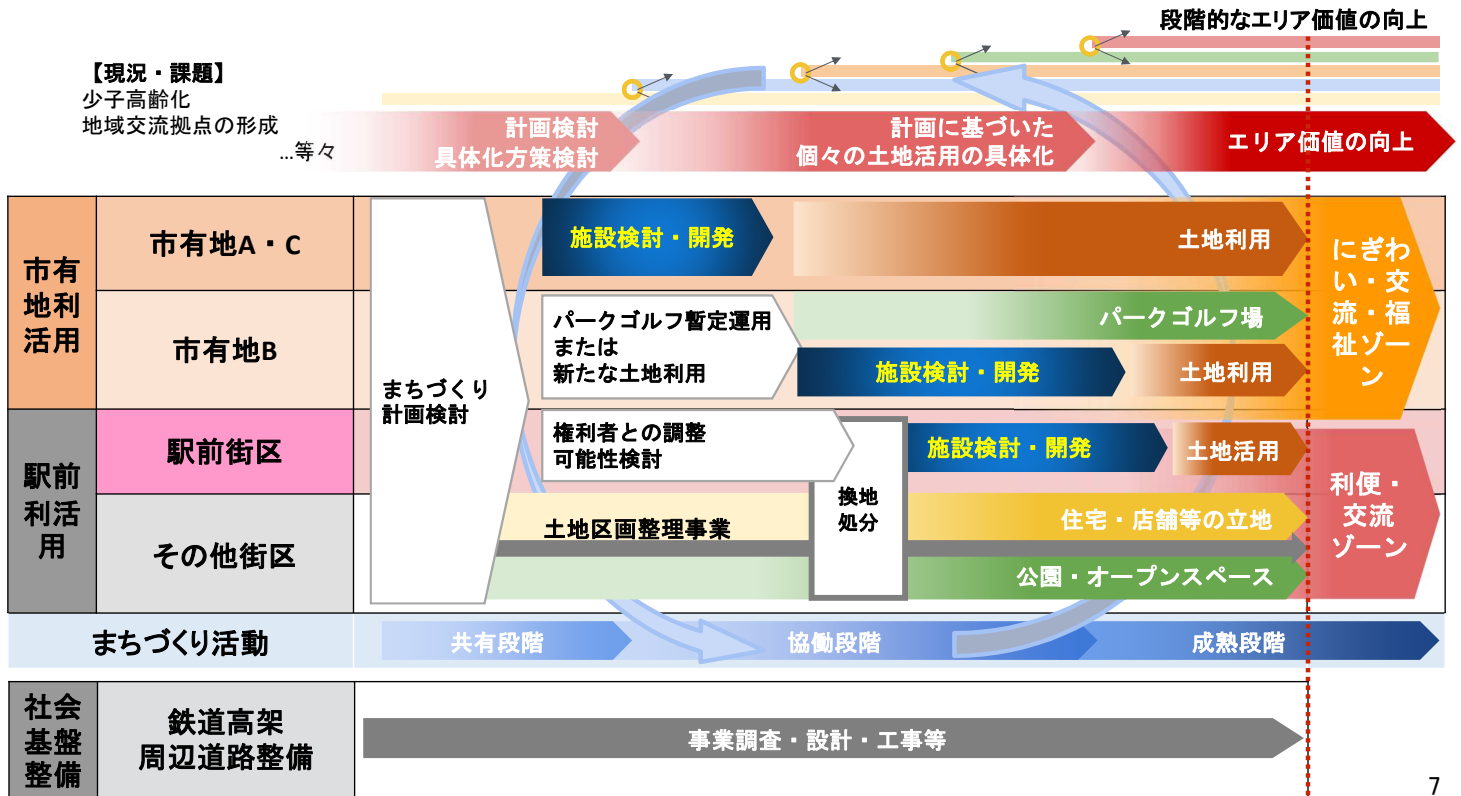 段階的なエリア価値の向上
【現況・課題】
少子高齢化
地域交流拠点の形成
...等々
計画検討
具体化方策検討
計画に基づいた
個々の土地活用の具体化
エリア価値の向上
市有
地利
活用
市有地A・C
施設検討・開発
土地利用
にぎわ
い・交
流・福
祉ゾー
ン
市有地B
まちづくり
計画検討
パークゴルフ暫定運用
または
新たな土地利用
パークゴルフ場
施設検討・開発
土地利用
駅前
利活
用
駅前街区
権利者との調整
可能性検討
換地
処分
施設検討・開発
土地活用
利便・
交流
ゾーン
その他街区
土地区画整理事業
住宅・店舗等の立地
公園・オープンスペース
まちづくり活動
共有段階
協働段階
成熟段階
社会
基盤
整備
鉄道高架
周辺道路整備
事業調査・設計・工事等
7